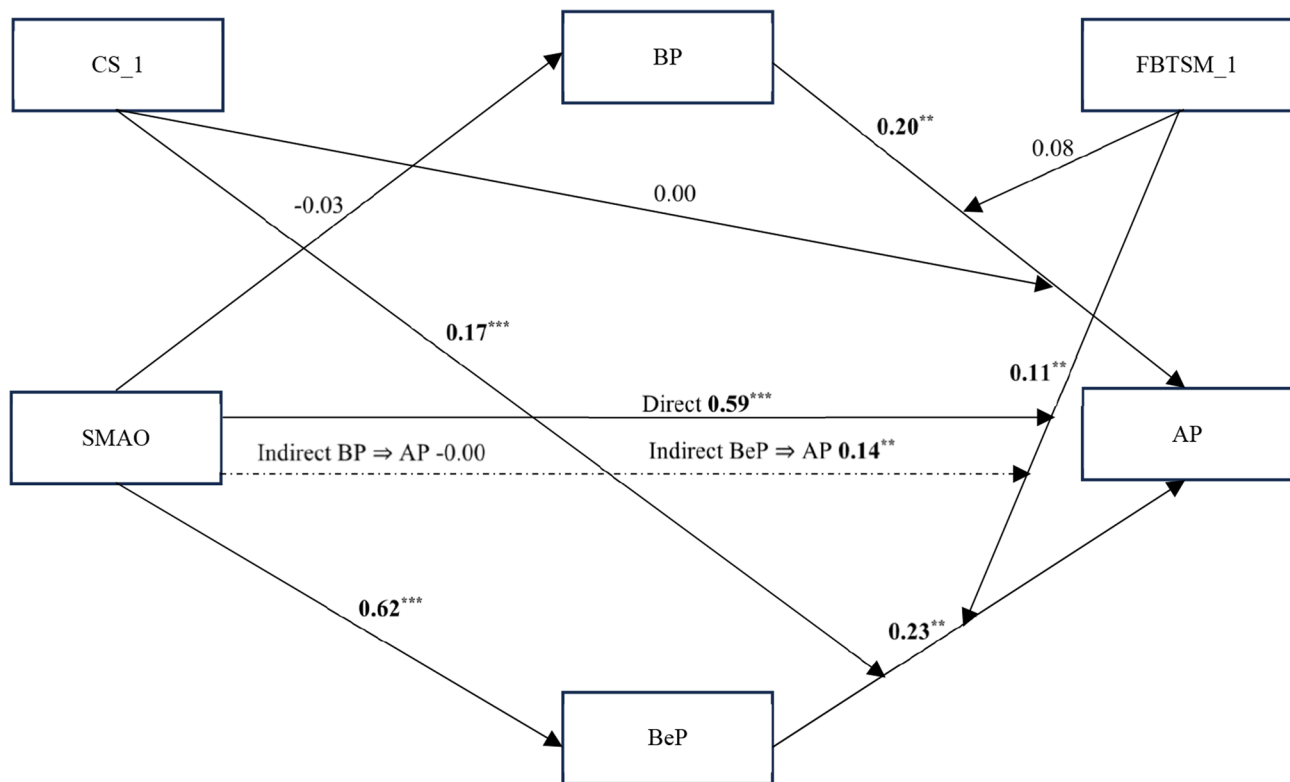 CS_1
BP
FBTSM_1
0.20**
0.08
-0.03
0.00
0.17***
0.11**
Direct 0.59***
SMAO
AP
Indirect BP ⇒ AP -0.00
Indirect BeP ⇒ AP 0.14**
0.62***
0.23**
BeP